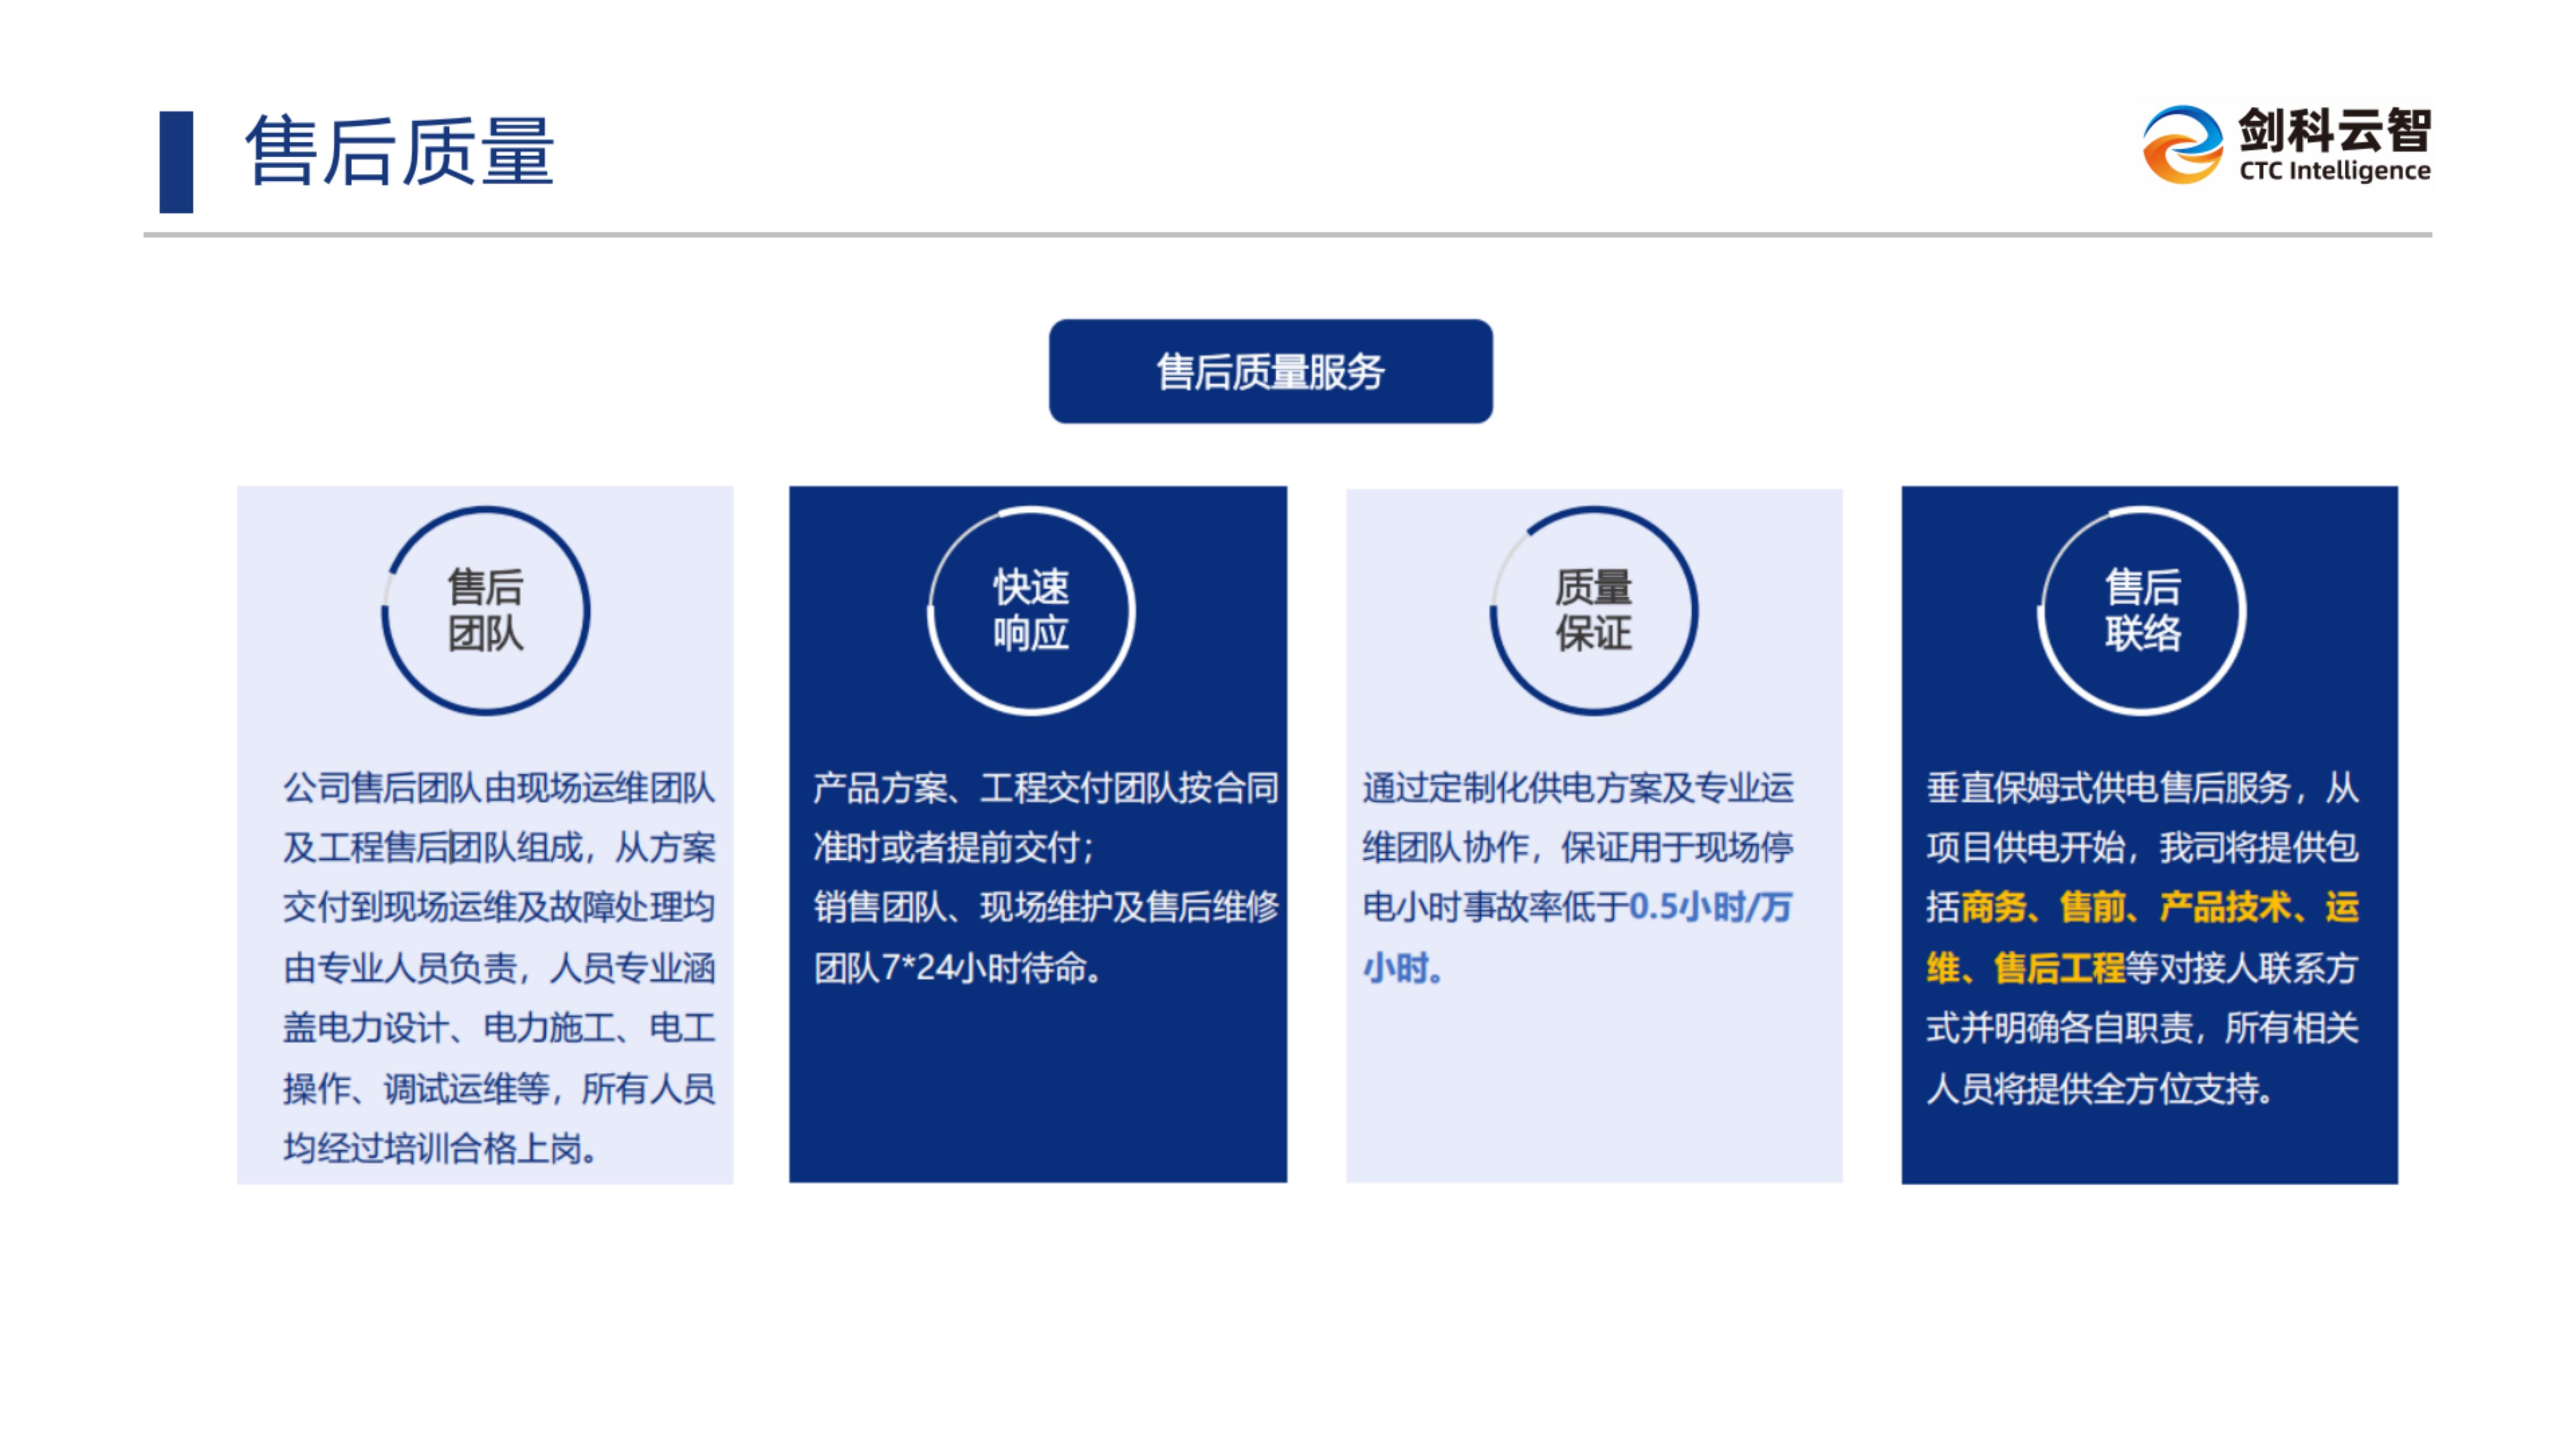 售后质量
剑科云智
CTC Intelligence
售后质量服务
售后
团队
公司售后团队由现场运维团队
及工程售后团队组成，从方案
交付到现场运维及故障处理均
由专业人员负责，人员专业涵
盖电力设计、电力施工、电工
操作、调试运维等，所有人员
均经过培训合格上岗。
快速
响应
产品方案、工程交付团队按合同
准时或者提前交付；
销售团队、现场维护及售后维修
团队7*24小时待命。
质量
保证
通过定制化供电方案及专业运
维团队协作，保证用于现场停
电小时事故率低于0.5小时/万
小时。
售后
联络
垂直保姆式供电售后服务，从
项目供电开始，我司将提供包
括商务、售前、产品技术、运
维、售后工程等对接人联系方
式并明确各自职责，所有相关
人员将提供全方位支持。